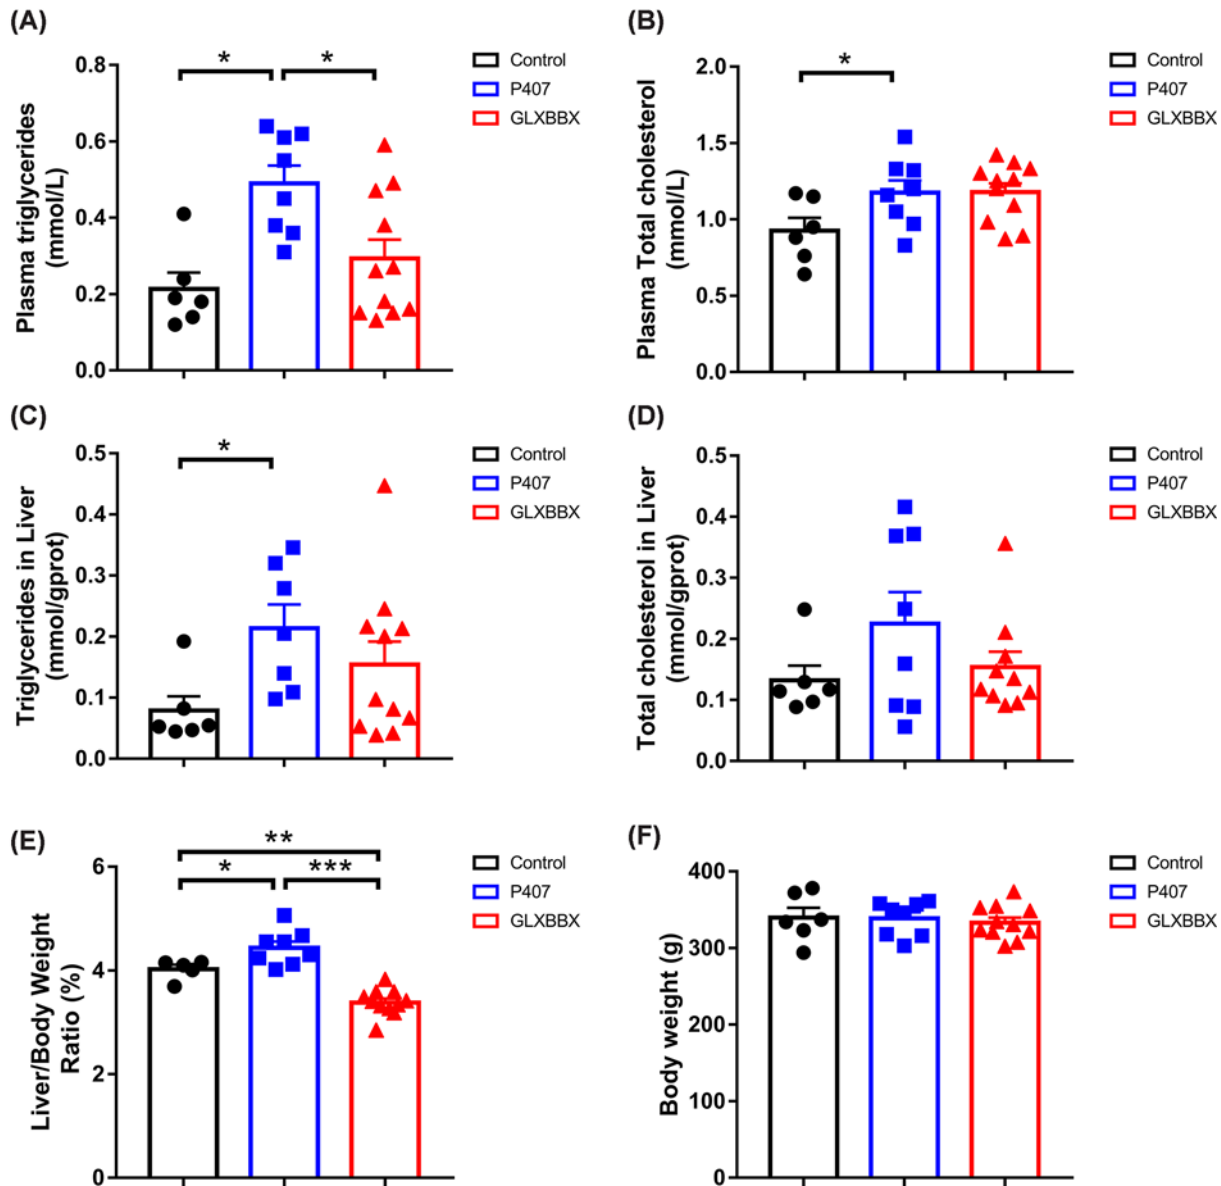 (A)
Plasma triglycerides
(mmol/L)
0.8
0.6
0.4
0.2
0.0
*
*
Control
P407
GLXBBX
(B)
Plasma Total cholesterol
(mmol/L)
2.0
1.5
1.0
0.5
0.0
*
Control
P407
GLXBBX
(C)
Triglycerides in Liver
(mmol/gprot)
0.5
0.4
0.3
0.2
0.1
0.0
*
Control
P407
GLXBBX
(D)
Total cholesterol in Liver
(mmol/gprot)
0.5
0.4
0.3
0.2
0.1
0.0
Control
P407
GLXBBX
(E)
Liver/Body Weight
Ratio (%)
6
4
2
0
**
*
***
Control
P407
GLXBBX
(F)
Body weight (g)
400
300
200
100
0
Control
P407
GLXBBX